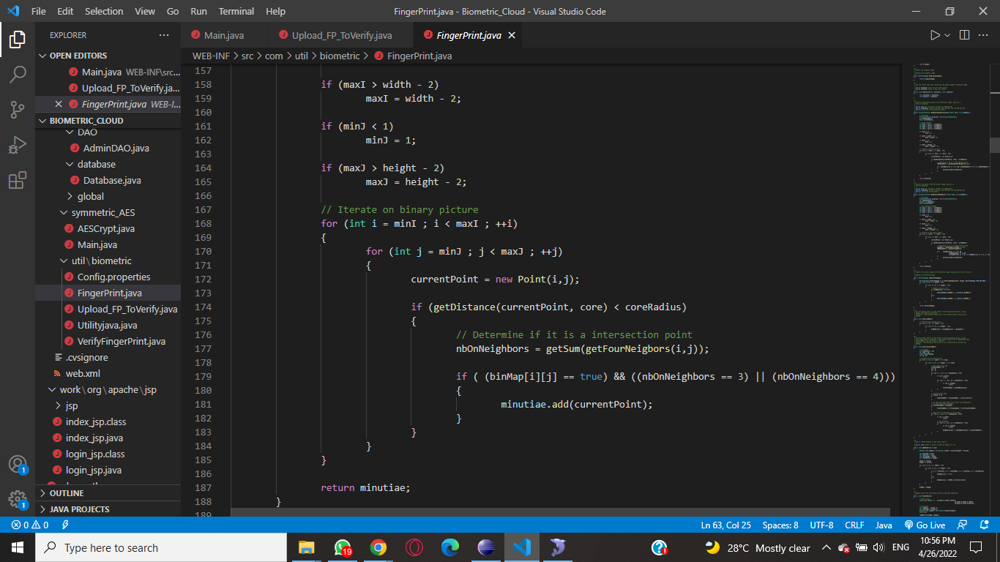 File Edit Selection View Go Run Terminal Help
FingerPrint.java - Biometric_Cloud - Visual Studio Code
EXPLORER
OPEN EDITORS
Main.java WEB-INF\src...
Upload_FP_ToVerify.ja...
FingerPrint.java WEB-I...
BIOMETRIC_CLOUD
DAO
AdminDAO.java
database
Database.java
global
symmetric_AES
AESCrypt.java
Main.java
util\biometric
Config.properties
FingerPrint.java
Upload_FP_ToVerify.java
Utilityjava.java
VerifyFingerPrint.java
.cvsignore
web.xml
work\org\apache\jsp
jsp
index_jsp.class
index_jsp.java
login_jsp.class
login_jsp.java
OUTLINE
JAVA PROJECTS
Main.java Upload_FP_ToVerify.java FingerPrint.java
WEB-INF > src > com > util > biometric > FingerPrint.java
157
158 if (maxI > width - 2)
159 maxI = width - 2;
160
161 if (minJ < 1)
162 minJ = 1;
163
164 if (maxJ > height - 2)
165 maxJ = height - 2;
166
167 // Iterate on binary picture
168 for (int i = minI ; i < maxI ; ++i)
169 {
170 for (int j = minJ ; j < maxJ ; ++j)
171 {
172 currentPoint = new Point(i,j);
173
174 if (getDistance(currentPoint, core) < coreRadius)
175 {
176 // Determine if it is a intersection point
177 nbOnNeighbors = getSum(getFourNeigbors(i,j));
178
179 if ( (binMap[i][j] == true) && ((nbOnNeighbors == 3) || (nbOnNeighbors == 4)))
180 {
181 minutiae.add(currentPoint);
182 }
183 }
184 }
185 }
186
187 return minutiae;
188 }
189
0 0 Ln 63, Col 25 Spaces: 8 UTF-8 CRLF Java Go Live
1
1
Type here to search
19
28°C Mostly clear ENG
10:56 PM
4/26/2022